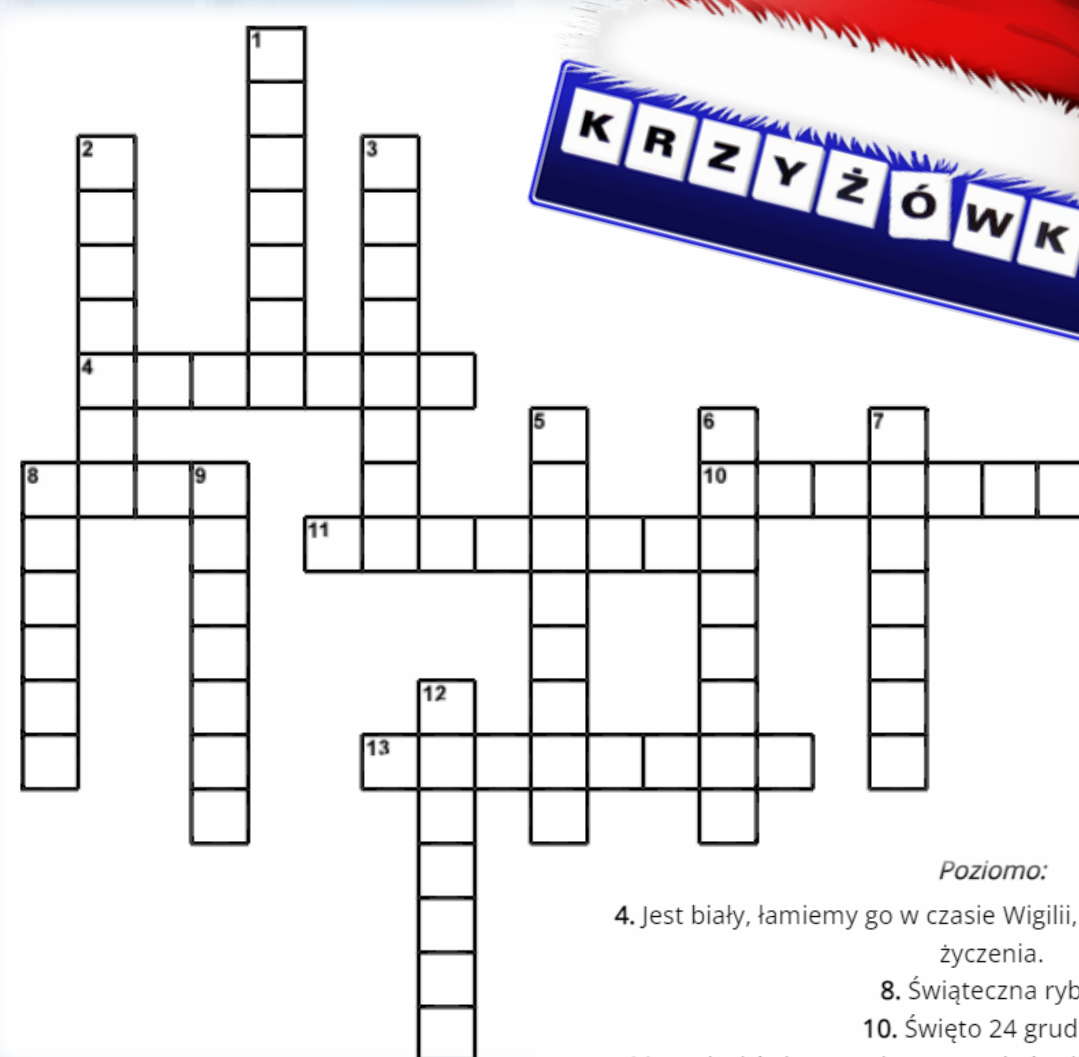 KRZYŻÓWK
1
2
3
4
5
6
7
8
9
10
11
12
13
Poziomo:
4. Jest biały, łamiemy go w czasie Wigilii,
życzenia.
8. Świąteczna ryb
10. Święto 24 grud